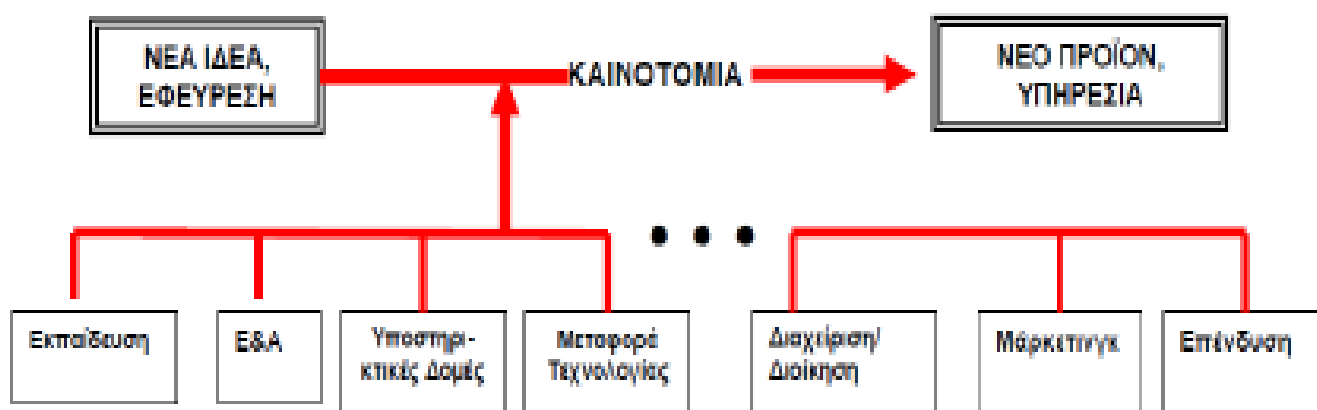 ΝΕΑ ΙΔΕΑ,
ΕΦΕΥΡΕΣΗ
ΚΑΙΝΟΤΟΜΙΑ
ΝΕΟ ΠΡΟΪΟΝ,
ΥΠΗΡΕΣΙΑ
Εκπαίδευση
Ε&Α
Υποστηρι-
κτικές Δομές
Μεταφορά
Τεχνολογίας
Διαχείριση/
Διοίκηση
Μάρκετινγκ
Επένδυση